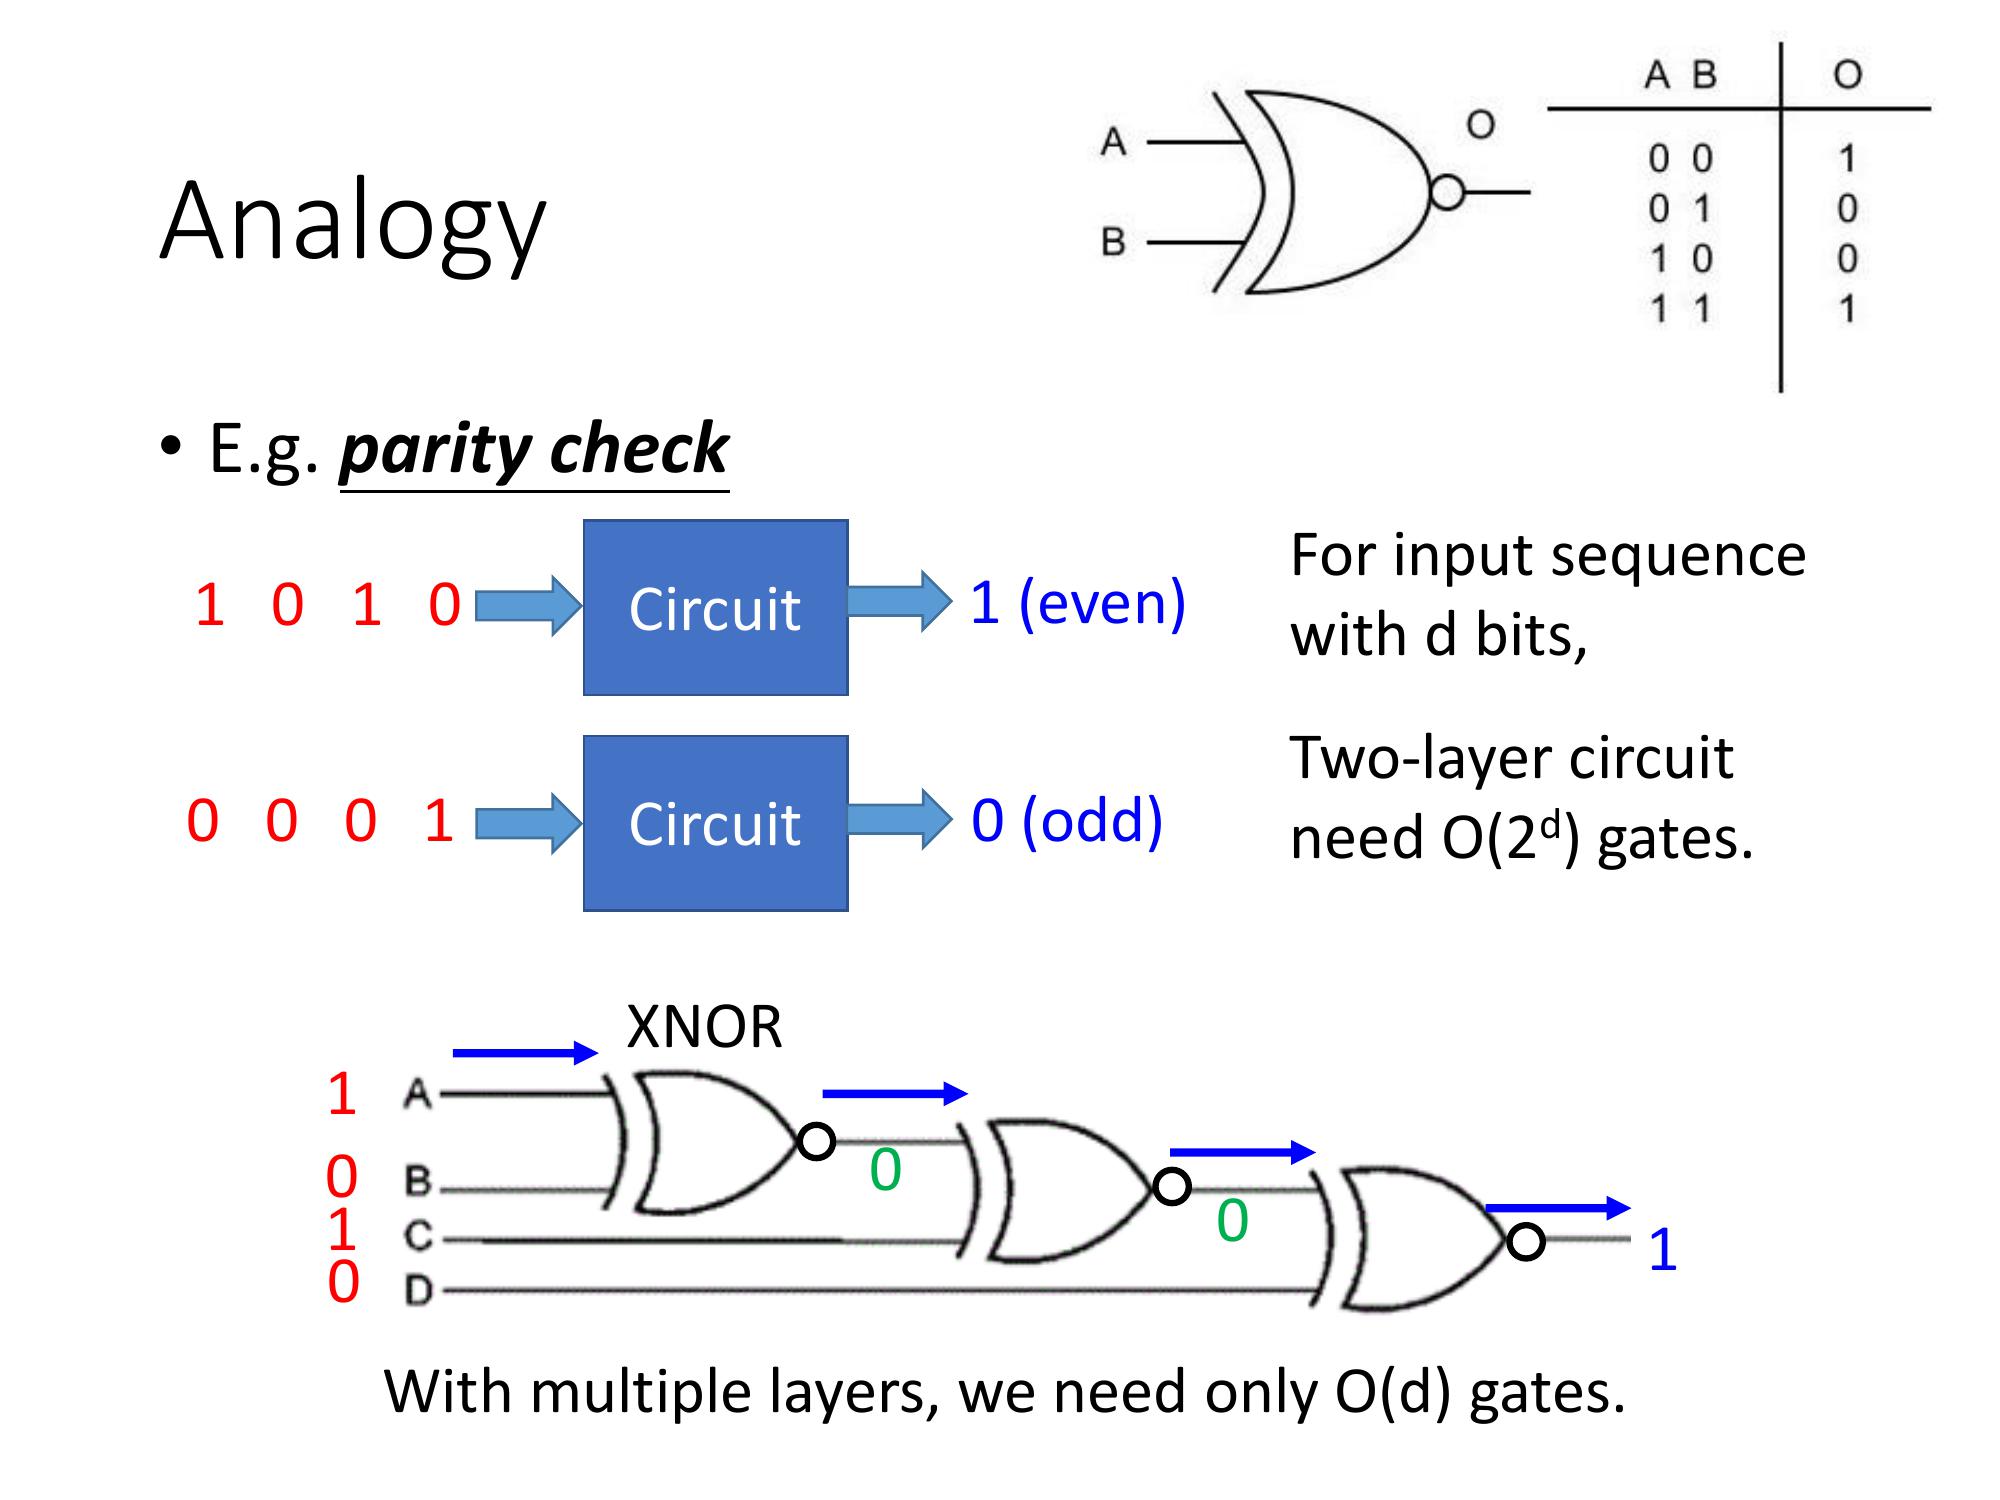 Analogy
A
B
O
A B O
0 0 1
0 1 0
1 0 0
1 1 1
• E.g. parity check
1 0 1 0 Circuit 1 (even)
0 0 0 1 Circuit 0 (odd)
For input sequence
with d bits,
Two-layer circuit
need O(2ᵈ) gates.
XNOR
1 A
0 B
1 C
0 D
0
0
1
With multiple layers, we need only O(d) gates.